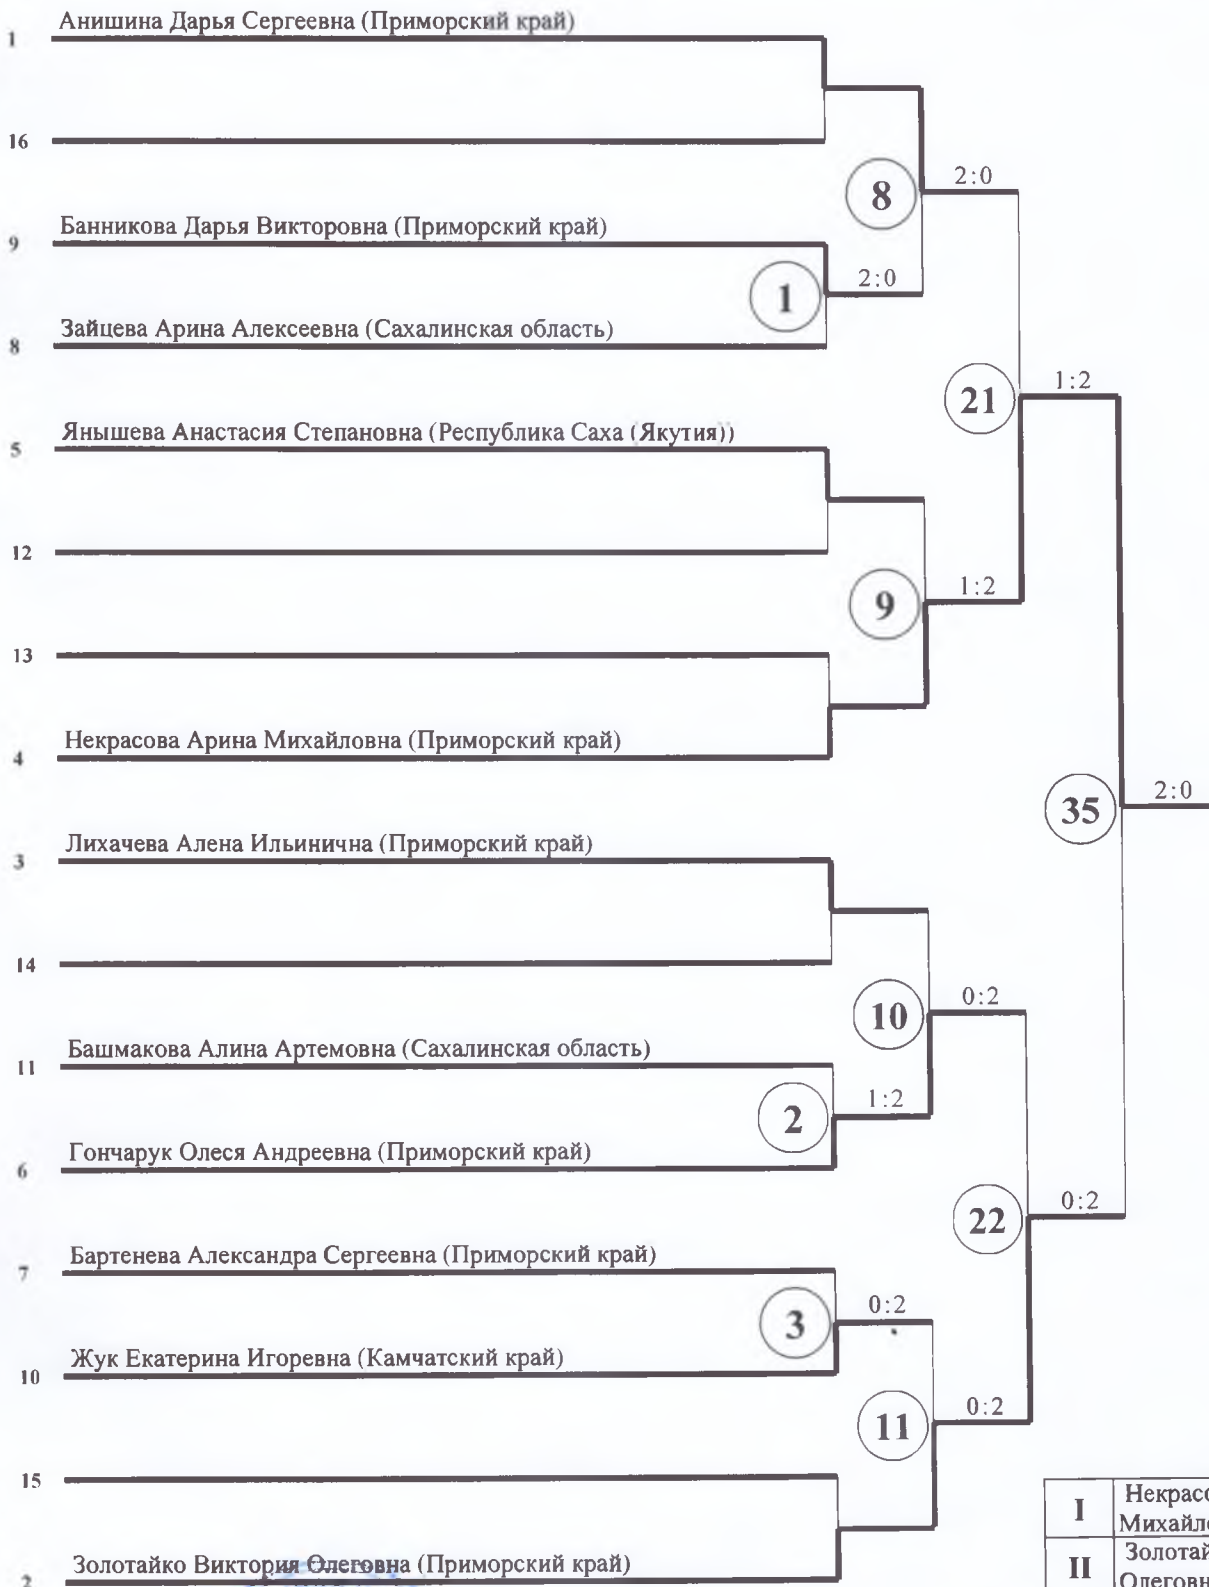 Анишина Дарья Сергеевна (Приморский край)
1
16
8
2:0
Банникова Дарья Викторовна (Приморский край)
9
1
2:0
Зайцева Арина Алексеевна (Сахалинская область)
8
21
1:2
Янышева Анастасия Степановна (Республика Саха (Якутия))
5
12
9
1:2
13
Некрасова Арина Михайловна (Приморский край)
4
35
2:0
Лихачева Алена Ильинична (Приморский край)
3
14
10
0:2
Башмакова Алина Артемовна (Сахалинская область)
11
2
1:2
Гончарук Олеся Андреевна (Приморский край)
6
22
0:2
Бартенева Александра Сергеевна (Приморский край)
7
3
0:2
Жук Екатерина Игоревна (Камчатский край)
10
11
0:2
15
I
Некрасо
Михайло
Золотайко Виктория Олеговна (Приморский край)
2
II
Золотай
Олеговн